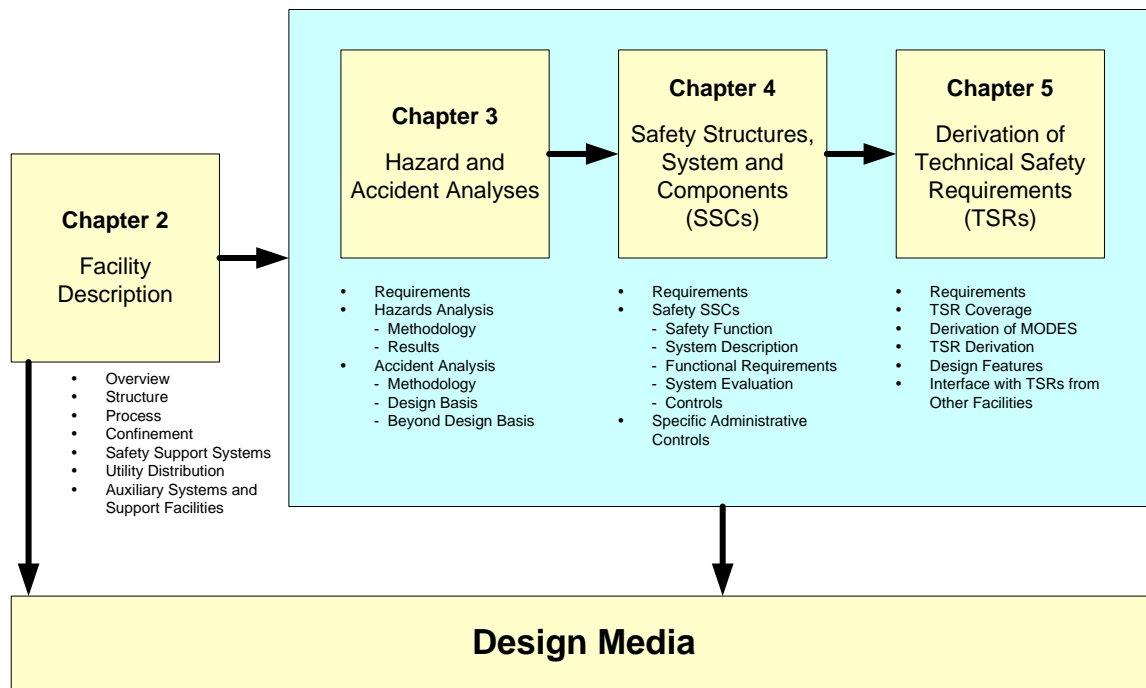 Chapter 2
Facility
Description
• Overview
• Structure
• Process
• Confinement
• Safety Support Systems
• Utility Distribution
• Auxiliary Systems and
Support Facilities
Chapter 3
Hazard and
Accident Analyses
• Requirements
• Hazards Analysis
- Methodology
- Results
• Accident Analysis
- Methodology
- Design Basis
- Beyond Design Basis
Chapter 4
Safety Structures,
System and
Components
(SSCs)
• Requirements
• Safety SSCs
- Safety Function
- System Description
- Functional Requirements
- System Evaluation
- Controls
• Specific Administrative
Controls
Chapter 5
Derivation of
Technical Safety
Requirements
(TSRs)
• Requirements
• TSR Coverage
• Derivation of MODES
• TSR Derivation
• Design Features
• Interface with TSRs from
Other Facilities
Design Media